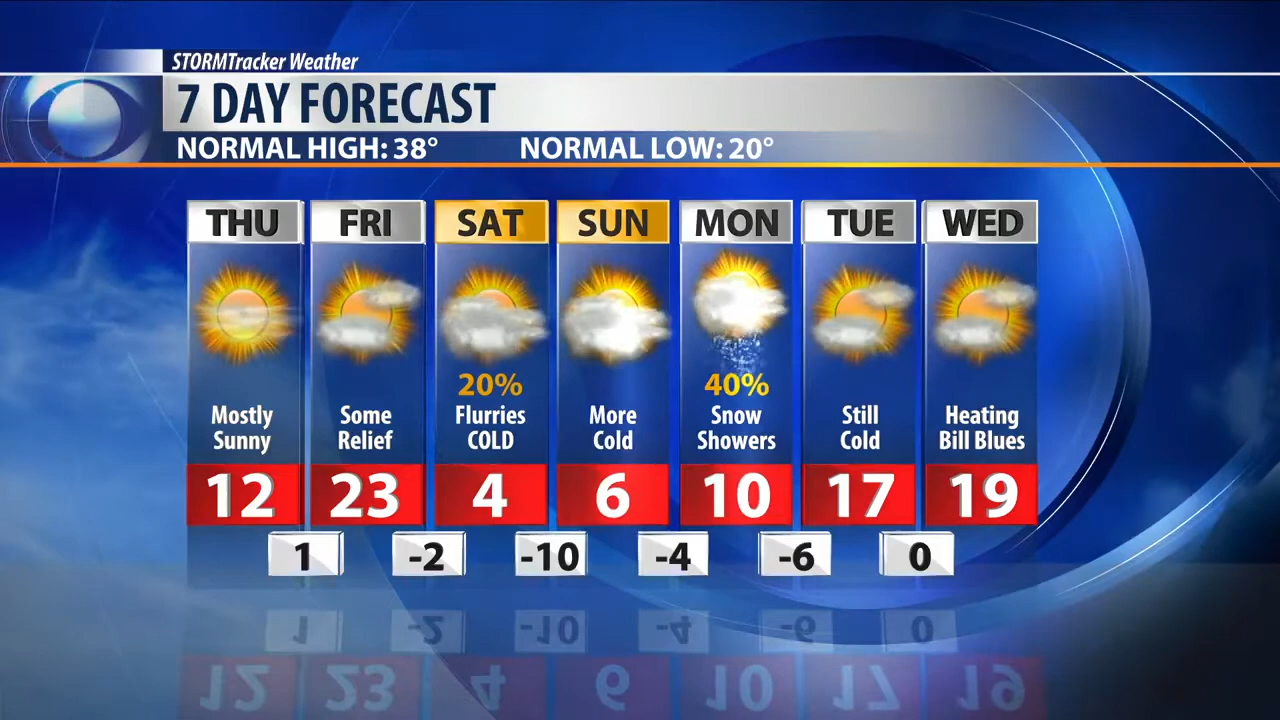 STORMTracker Weather
7 DAY FORECAST
NORMAL HIGH: 38° NORMAL LOW: 20°
THU FRI SAT SUN MON TUE WED
20% 40%
Mostly Some Flurries More Snow Still Heating
Sunny Relief COLD Cold Showers Cold Bill Blues
12 23 4 6 10 17 19
1 -2 -10 -4 -6 0